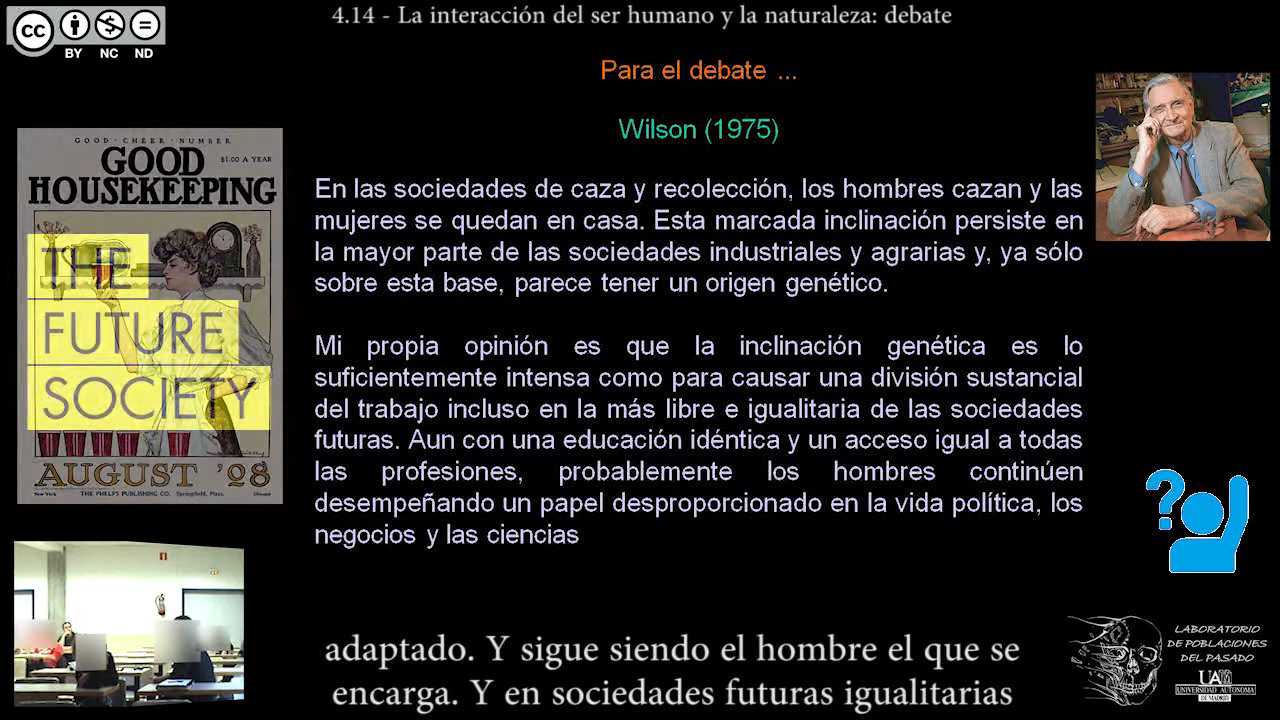 4.14 - La interacción del ser humano y la naturaleza: debate
cc
BY NC ND
Para el debate ...
Wilson (1975)
GOOD · CHEER · NUMBER
GOOD
$1.00 A YEAR
HOUSEKEEPING
THE
FUTURE
SOCIETY
AUGUST '08
New York
THE PHELPS PUBLISHING CO.
Springfield, Mass.
Chicago
En las sociedades de caza y recolección, los hombres cazan y las
mujeres se quedan en casa. Esta marcada inclinación persiste en
la mayor parte de las sociedades industriales y agrarias y, ya sólo
sobre esta base, parece tener un origen genético.
Mi propia opinión es que la inclinación genética es lo
suficientemente intensa como para causar una división sustancial
del trabajo incluso en la más libre e igualitaria de las sociedades
futuras. Aun con una educación idéntica y un acceso igual a todas
las profesiones, probablemente los hombres continúen
desempeñando un papel desproporcionado en la vida política, los
negocios y las ciencias
?
adaptado. Y sigue siendo el hombre el que se
encarga. Y en sociedades futuras igualitarias
LABORATORIO
DE POBLACIONES
DEL PASADO
UAM
UNIVERSIDAD AUTONOMA
DE MADRID